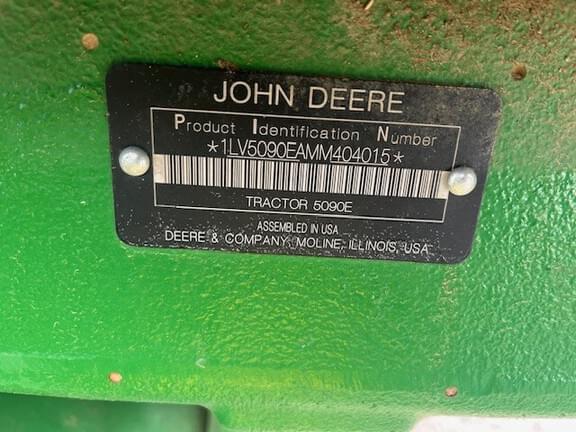 JOHN DEERE
Product Identification Number
*1LV5090EAMM404015*
TRACTOR 5090E
ASSEMBLED IN USA
DEERE & COMPANY, MOLINE, ILLINOIS, USA